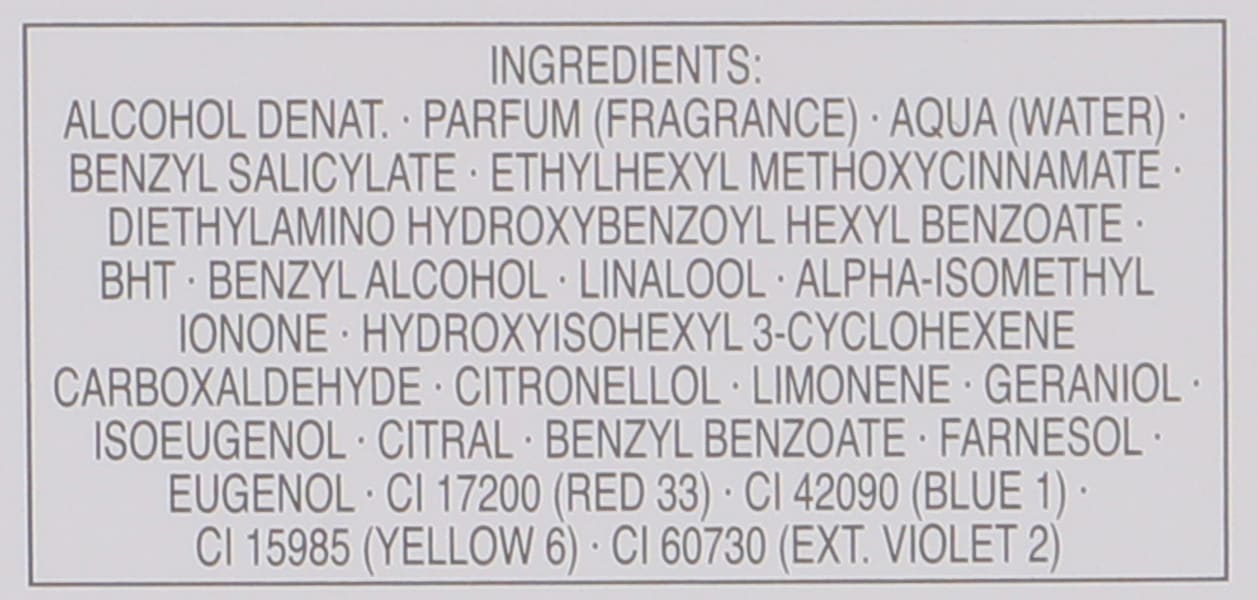 INGREDIENTS:
ALCOHOL DENAT. · PARFUM (FRAGRANCE) · AQUA (WATER) ·
BENZYL SALICYLATE · ETHYLHEXYL METHOXYCINNAMATE ·
DIETHYLAMINO HYDROXYBENZOYL HEXYL BENZOATE ·
BHT · BENZYL ALCOHOL · LINALOOL · ALPHA-ISOMETHYL
IONONE · HYDROXYISOHEXYL 3-CYCLOHEXENE
CARBOXALDEHYDE · CITRONELLOL · LIMONENE · GERANIOL ·
ISOEUGENOL · CITRAL · BENZYL BENZOATE · FARNESOL ·
EUGENOL · CI 17200 (RED 33) · CI 42090 (BLUE 1) ·
CI 15985 (YELLOW 6) · CI 60730 (EXT. VIOLET 2)